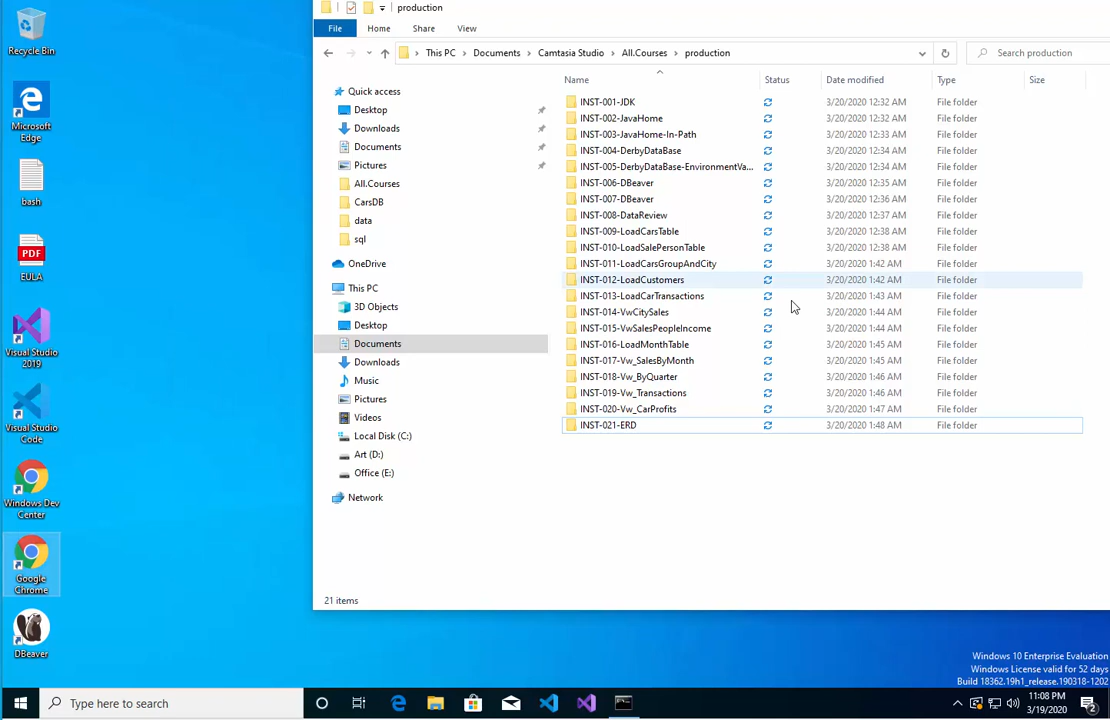 Recycle Bin
Microsoft
Edge
bash
PDF
EULA
Visual Studio
2019
Visual Studio
Code
Windows Dev
Center
Google
Chrome
DBeaver
production
File
Home
Share
View
This PC
Documents
Camtasia Studio
All.Courses
production
Search production
Quick access
Desktop
Downloads
Documents
Pictures
All.Courses
CarsDB
data
sql
OneDrive
This PC
3D Objects
Desktop
Documents
Downloads
Music
Pictures
Videos
Local Disk (C:)
Art (D:)
Office (E:)
Network
Name Status Date modified Type Size
INST-001-JDK 3/20/2020 12:32 AM File folder
INST-002-JavaHome 3/20/2020 12:32 AM File folder
INST-003-JavaHome-In-Path 3/20/2020 12:33 AM File folder
INST-004-DerbyDataBase 3/20/2020 12:34 AM File folder
INST-005-DerbyDataBase-EnvironmentVa... 3/20/2020 12:34 AM File folder
INST-006-DBeaver 3/20/2020 12:35 AM File folder
INST-007-DBeaver 3/20/2020 12:36 AM File folder
INST-008-DataReview 3/20/2020 12:37 AM File folder
INST-009-LoadCarsTable 3/20/2020 12:38 AM File folder
INST-010-LoadSalePersonTable 3/20/2020 12:38 AM File folder
INST-011-LoadCarsGroupAndCity 3/20/2020 1:42 AM File folder
INST-012-LoadCustomers 3/20/2020 1:42 AM File folder
INST-013-LoadCarTransactions 3/20/2020 1:43 AM File folder
INST-014-VwCitySales 3/20/2020 1:44 AM File folder
INST-015-VwSalesPeopleIncome 3/20/2020 1:44 AM File folder
INST-016-LoadMonthTable 3/20/2020 1:45 AM File folder
INST-017-Vw_SalesByMonth 3/20/2020 1:45 AM File folder
INST-018-Vw_ByQuarter 3/20/2020 1:46 AM File folder
INST-019-Vw_Transactions 3/20/2020 1:46 AM File folder
INST-020-Vw_CarProfits 3/20/2020 1:47 AM File folder
INST-021-ERD 3/20/2020 1:48 AM File folder
21 items
Windows 10 Enterprise Evaluation
Windows License valid for 52 days
Build 18362.19h1_release.190318-1202
Type here to search
11:08 PM
3/19/2020
2